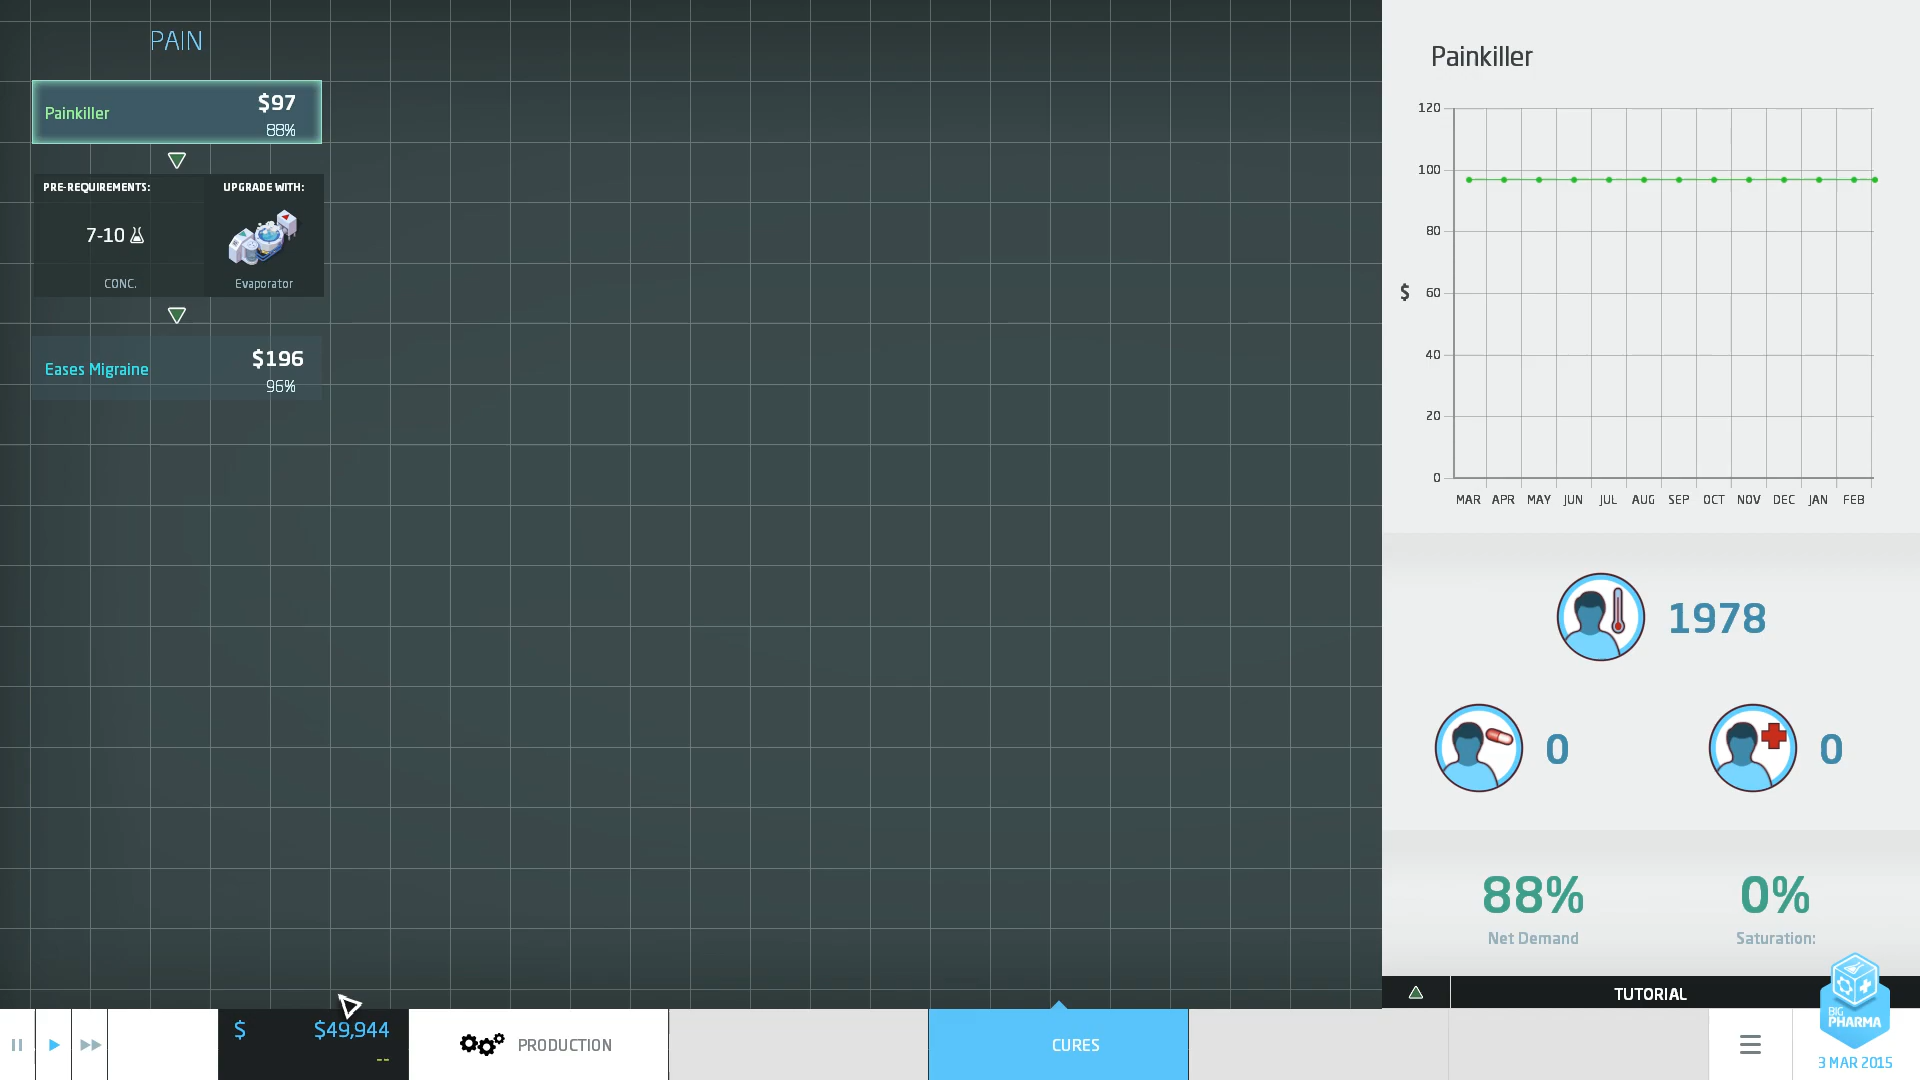 PAIN
Painkiller
$97
88%
PRE-REQUIREMENTS:
UPGRADE WITH:
7-10
CONC.
Evaporator
Eases Migraine
$196
96%
Painkiller
120
100
80
$ 60
40
20
0
MAR APR MAY JUN JUL AUG SEP OCT NOV DEC JAN FEB
1978
0
0
88%
0%
Net Demand
Saturation:
TUTORIAL
$ $49,944
--
PRODUCTION
CURES
BIG
PHARMA
3 MAR 2015